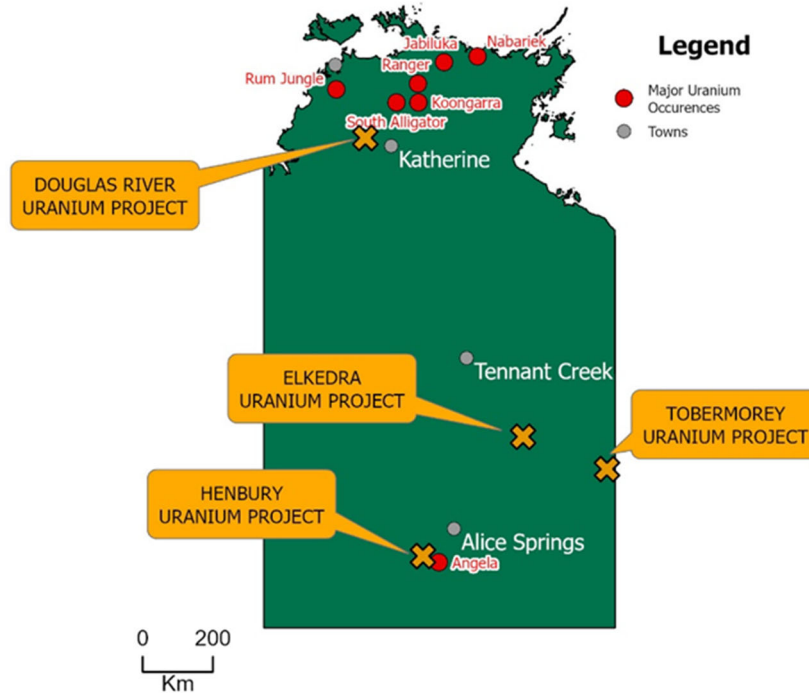 Jabiluka
Nabariek
Legend
Ranger
Rum Jungle
Major Uranium
Occurences
Koongarra
South Alligator
Towns
Katherine
DOUGLAS RIVER
URANIUM PROJECT
Tennant Creek
ELKEDRA
URANIUM PROJECT
TOBERMOREY
URANIUM PROJECT
HENBURY
URANIUM PROJECT
Alice Springs
Angela
0 200
Km